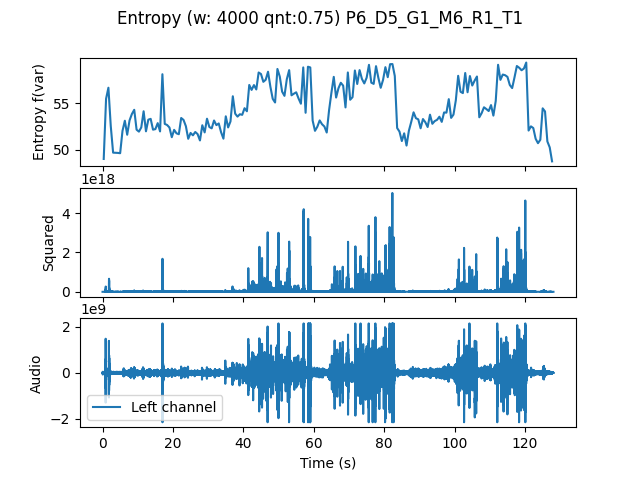 Entropy (w: 4000 qnt:0.75) P6_D5_G1_M6_R1_T1
Entropy f(var)
55
50
1e18
Squared
4
2
0
1e9
Audio
2
0
−2
Left channel
0 20 40 60 80 100 120
Time (s)